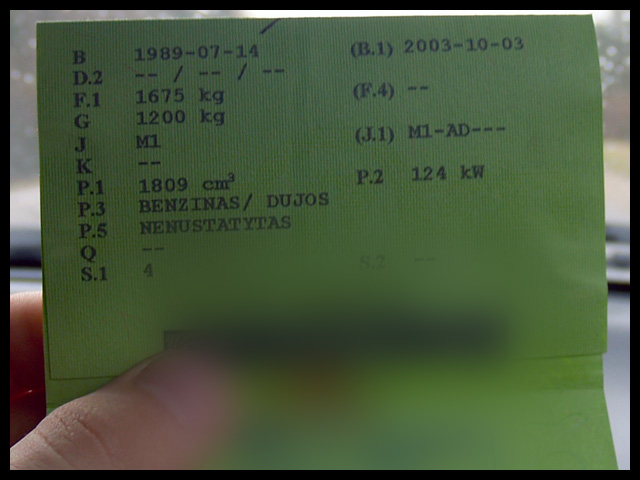 B 1989-07-14 (B.1) 2003-10-03
D.2 -- / -- / --
F.1 1675 kg (F.4) --
G 1200 kg
J M1 (J.1) M1-AD---
K --
P.1 1809 cm³ P.2 124 kW
P.3 BENZINAS/ DUJOS
P.5 NENUSTATYTAS
Q --
S.1 4 S.2 --